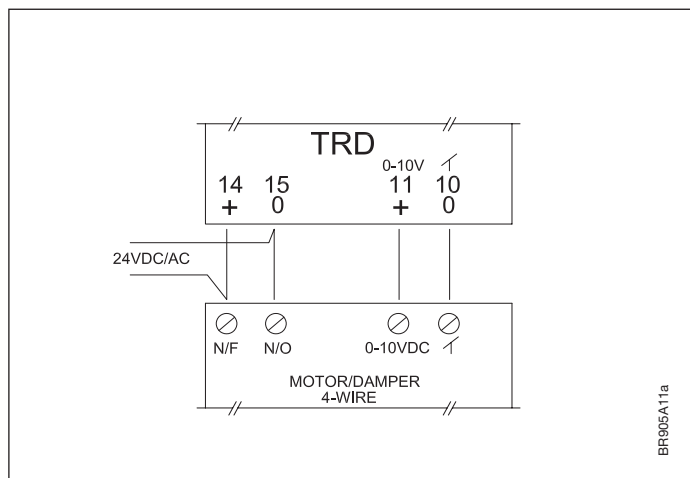 TRD
0-10V
14 15 11 10
+ 0 + 0
24VDC/AC
N/F N/O 0-10VDC
MOTOR/DAMPER
4-WIRE
BR905A11a